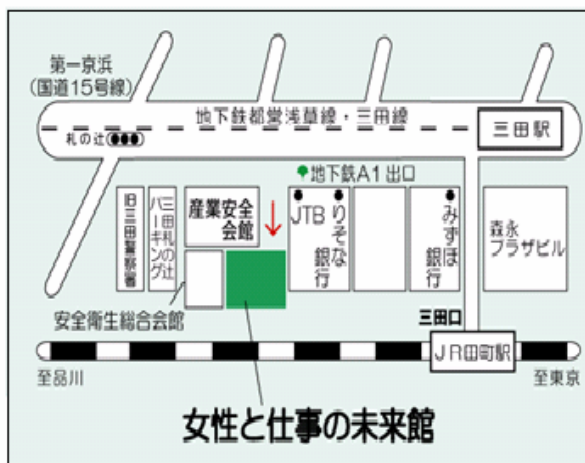 第一京浜
(国道15号線)
地下鉄都営浅草線・三田線
三田駅
札の辻
地下鉄A1出口
旧三田警察署
三田札の辻
パーキング
産業安全
会館
JTB
りそな
銀行
みずほ
銀行
森永
プラザビル
安全衛生総合会館
三田口
JR田町駅
至品川
至東京
女性と仕事の未来館